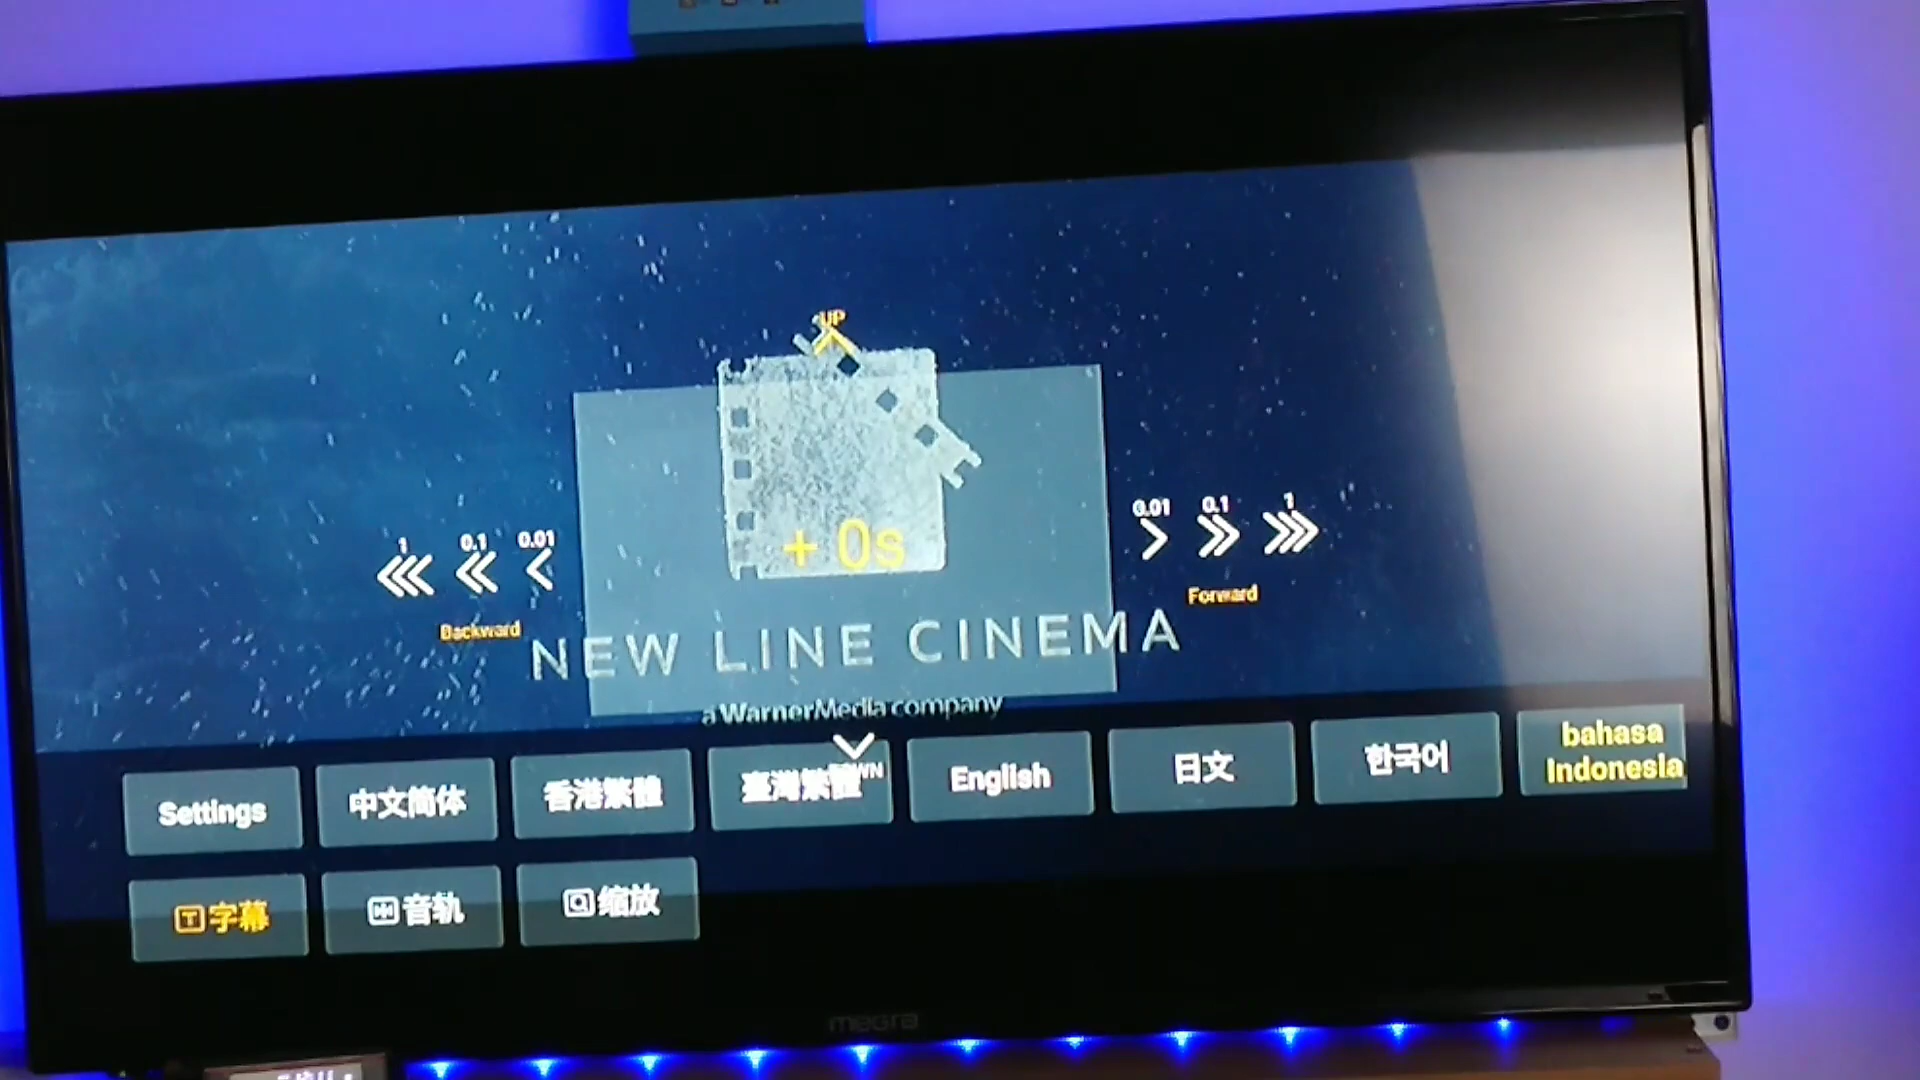 UP
+ 0s
1 0.1 0.01
Backward
0.01 0.1 1
Forward
NEW LINE CINEMA
a WarnerMedia company
Settings
中文简体
香港繁體
臺灣繁體
English
日文
한국어
bahasa
Indonesia
字幕
音轨
缩放
megra